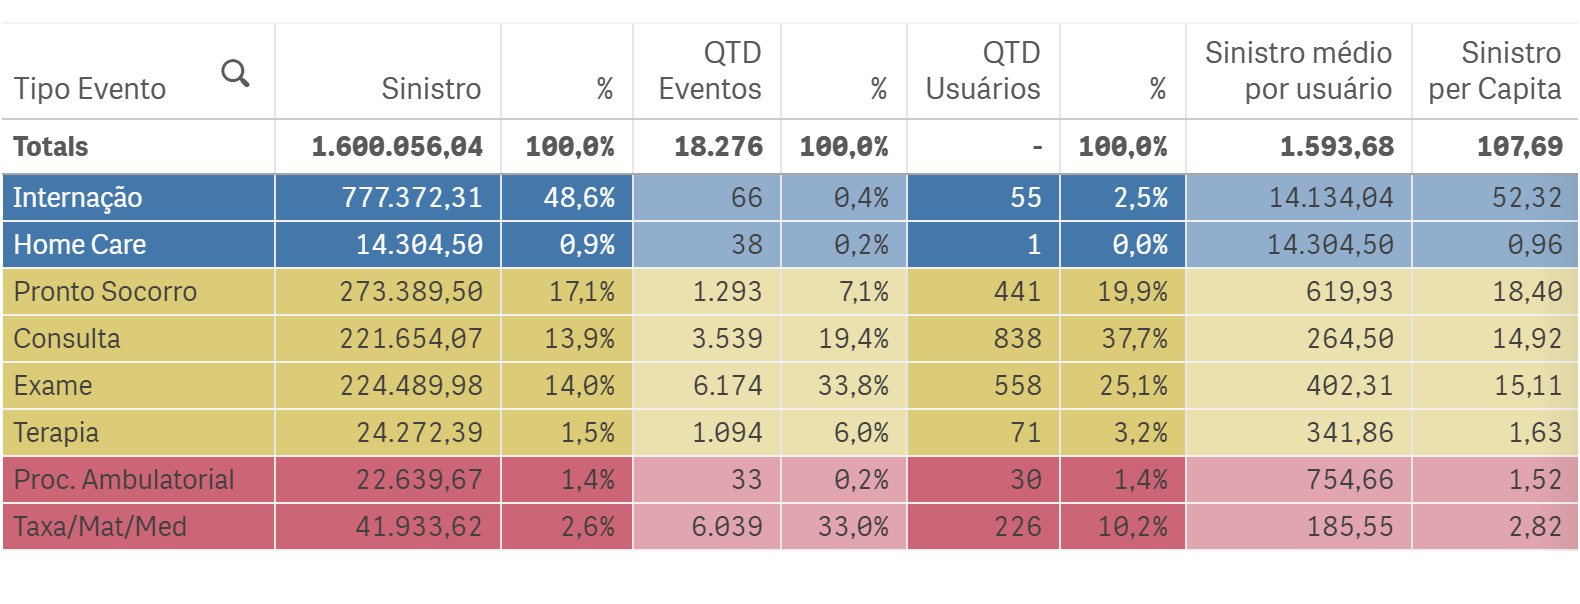 Tipo Evento Sinistro % QTD Eventos % QTD Usuários % Sinistro médio por usuário Sinistro per Capita
Totals 1.600.056,04 100,0% 18.276 100,0% - 100,0% 1.593,68 107,69
Internação 777.372,31 48,6% 66 0,4% 55 2,5% 14.134,04 52,32
Home Care 14.304,50 0,9% 38 0,2% 1 0,0% 14.304,50 0,96
Pronto Socorro 273.389,50 17,1% 1.293 7,1% 441 19,9% 619,93 18,40
Consulta 221.654,07 13,9% 3.539 19,4% 838 37,7% 264,50 14,92
Exame 224.489,98 14,0% 6.174 33,8% 558 25,1% 402,31 15,11
Terapia 24.272,39 1,5% 1.094 6,0% 71 3,2% 341,86 1,63
Proc. Ambulatorial 22.639,67 1,4% 33 0,2% 30 1,4% 754,66 1,52
Taxa/Mat/Med 41.933,62 2,6% 6.039 33,0% 226 10,2% 185,55 2,82